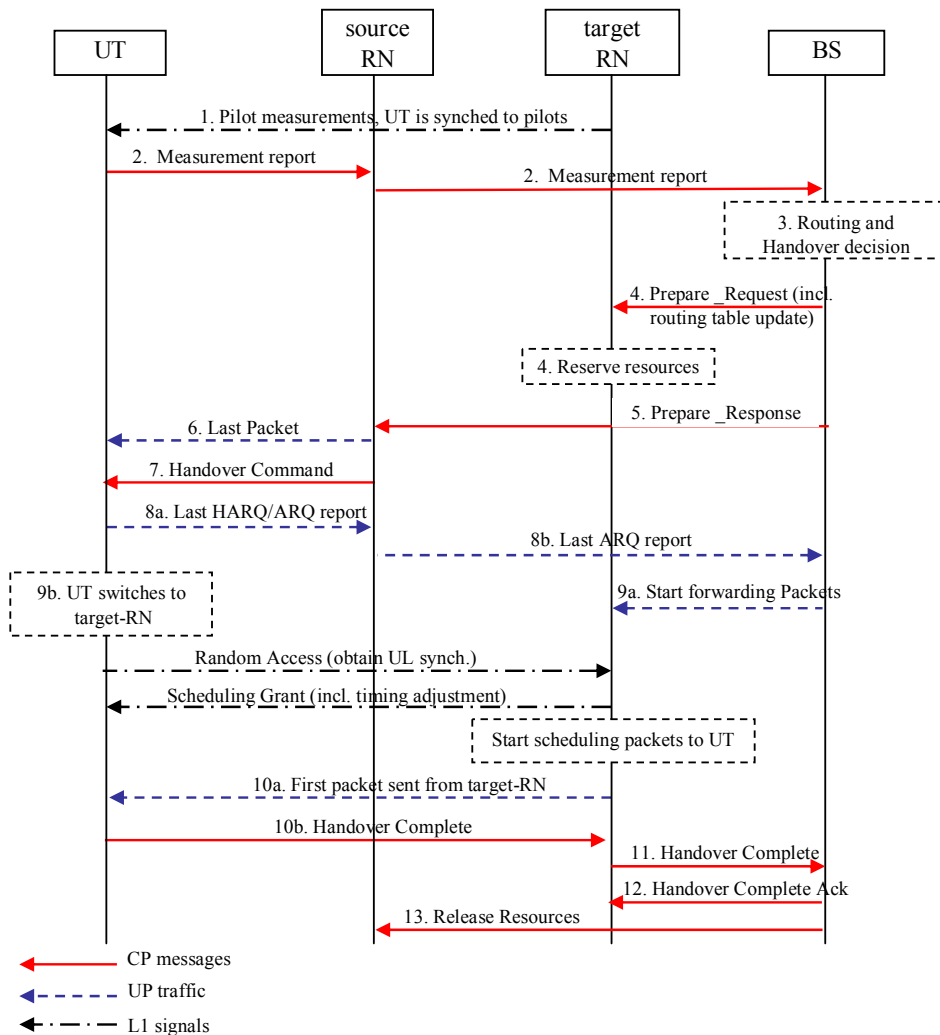 UT
source
RN
target
RN
BS
1. Pilot measurements, UT is synched to pilots
2. Measurement report
2. Measurement report
3. Routing and
Handover decision
4. Prepare _Request (incl.
routing table update)
4. Reserve resources
5. Prepare _Response
6. Last Packet
7. Handover Command
8a. Last HARQ/ARQ report
8b. Last ARQ report
9b. UT switches to
target-RN
9a. Start forwarding Packets
Random Access (obtain UL synch.)
Scheduling Grant (incl. timing adjustment)
Start scheduling packets to UT
10a. First packet sent from target-RN
10b. Handover Complete
11. Handover Complete
12. Handover Complete Ack
13. Release Resources
CP messages
UP traffic
L1 signals